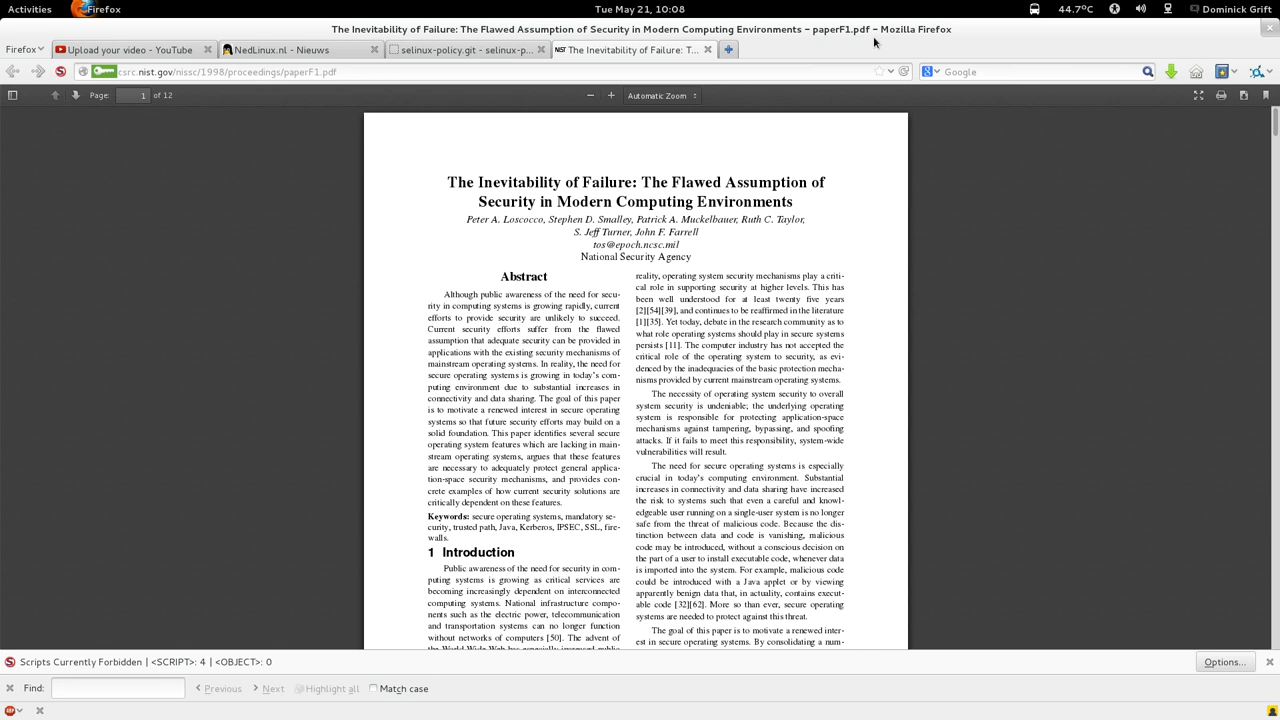 Activities
Firefox
Tue May 21, 10:08
44.7°C
Dominick Grift
The Inevitability of Failure: The Flawed Assumption of Security in Modern Computing Environments – paperF1.pdf – Mozilla Firefox
Firefox
Upload your video - YouTube
NedLinux.nl - Nieuws
selinux-policy.git - selinux-p...
NIST
The Inevitability of Failure: T...
csrc.nist.gov/nissc/1998/proceedings/paperF1.pdf
Google
Page:
1
of 12
Automatic Zoom
The Inevitability of Failure: The Flawed Assumption of
Security in Modern Computing Environments
Peter A. Loscocco, Stephen D. Smalley, Patrick A. Muckelbauer, Ruth C. Taylor,
S. Jeff Turner, John F. Farrell
tos@epoch.ncsc.mil
National Security Agency
Abstract
Although public awareness of the need for secu-
rity in computing systems is growing rapidly, current
efforts to provide security are unlikely to succeed.
Current security efforts suffer from the flawed
assumption that adequate security can be provided in
applications with the existing security mechanisms of
mainstream operating systems. In reality, the need for
secure operating systems is growing in today's com-
puting environment due to substantial increases in
connectivity and data sharing. The goal of this paper
is to motivate a renewed interest in secure operating
systems so that future security efforts may build on a
solid foundation. This paper identifies several secure
operating system features which are lacking in main-
stream operating systems, argues that these features
are necessary to adequately protect general applica-
tion-space security mechanisms, and provides con-
crete examples of how current security solutions are
critically dependent on these features.
Keywords: secure operating systems, mandatory se-
curity, trusted path, Java, Kerberos, IPSEC, SSL, fire-
walls.
1 Introduction
Public awareness of the need for security in com-
puting systems is growing as critical services are
becoming increasingly dependent on interconnected
computing systems. National infrastructure compo-
nents such as the electric power, telecommunication
and transportation systems can no longer function
without networks of computers [50]. The advent of
the World Wide Web has especially increased public
reality, operating system security mechanisms play a criti-
cal role in supporting security at higher levels. This has
been well understood for at least twenty five years
[2][54][39], and continues to be reaffirmed in the literature
[1][35]. Yet today, debate in the research community as to
what role operating systems should play in secure systems
persists [11]. The computer industry has not accepted the
critical role of the operating system to security, as evi-
denced by the inadequacies of the basic protection mecha-
nisms provided by current mainstream operating systems.
The necessity of operating system security to overall
system security is undeniable; the underlying operating
system is responsible for protecting application-space
mechanisms against tampering, bypassing, and spoofing
attacks. If it fails to meet this responsibility, system-wide
vulnerabilities will result.
The need for secure operating systems is especially
crucial in today's computing environment. Substantial
increases in connectivity and data sharing have increased
the risk to systems such that even a careful and knowl-
edgeable user running on a single-user system is no longer
safe from the threat of malicious code. Because the dis-
tinction between data and code is vanishing, malicious
code may be introduced, without a conscious decision on
the part of a user to install executable code, whenever data
is imported into the system. For example, malicious code
could be introduced with a Java applet or by viewing
apparently benign data that, in actuality, contains execut-
able code [32][62]. More so than ever, secure operating
systems are needed to protect against this threat.
The goal of this paper is to motivate a renewed inter-
est in secure operating systems. By consolidating a num-
Scripts Currently Forbidden | <SCRIPT>: 4 | <OBJECT>: 0
Options...
Find:
Previous
Next
Highlight all
Match case